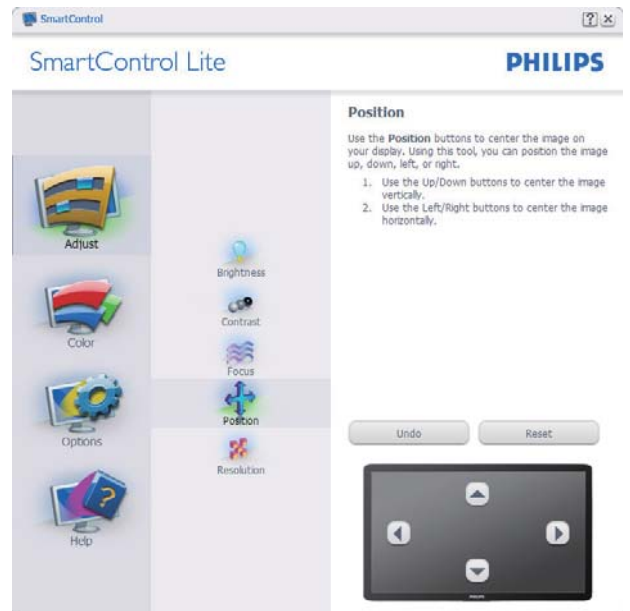 SmartControl
SmartControl Lite
PHILIPS
Adjust
Color
Options
Help
Brightness
Contrast
Focus
Position
Resolution
Position
Use the Position buttons to center the image on
your display. Using this tool, you can position the image
up, down, left, or right.
1. Use the Up/Down buttons to center the image
vertically.
2. Use the Left/Right buttons to center the image
horizontally.
Undo
Reset
PHILIPS